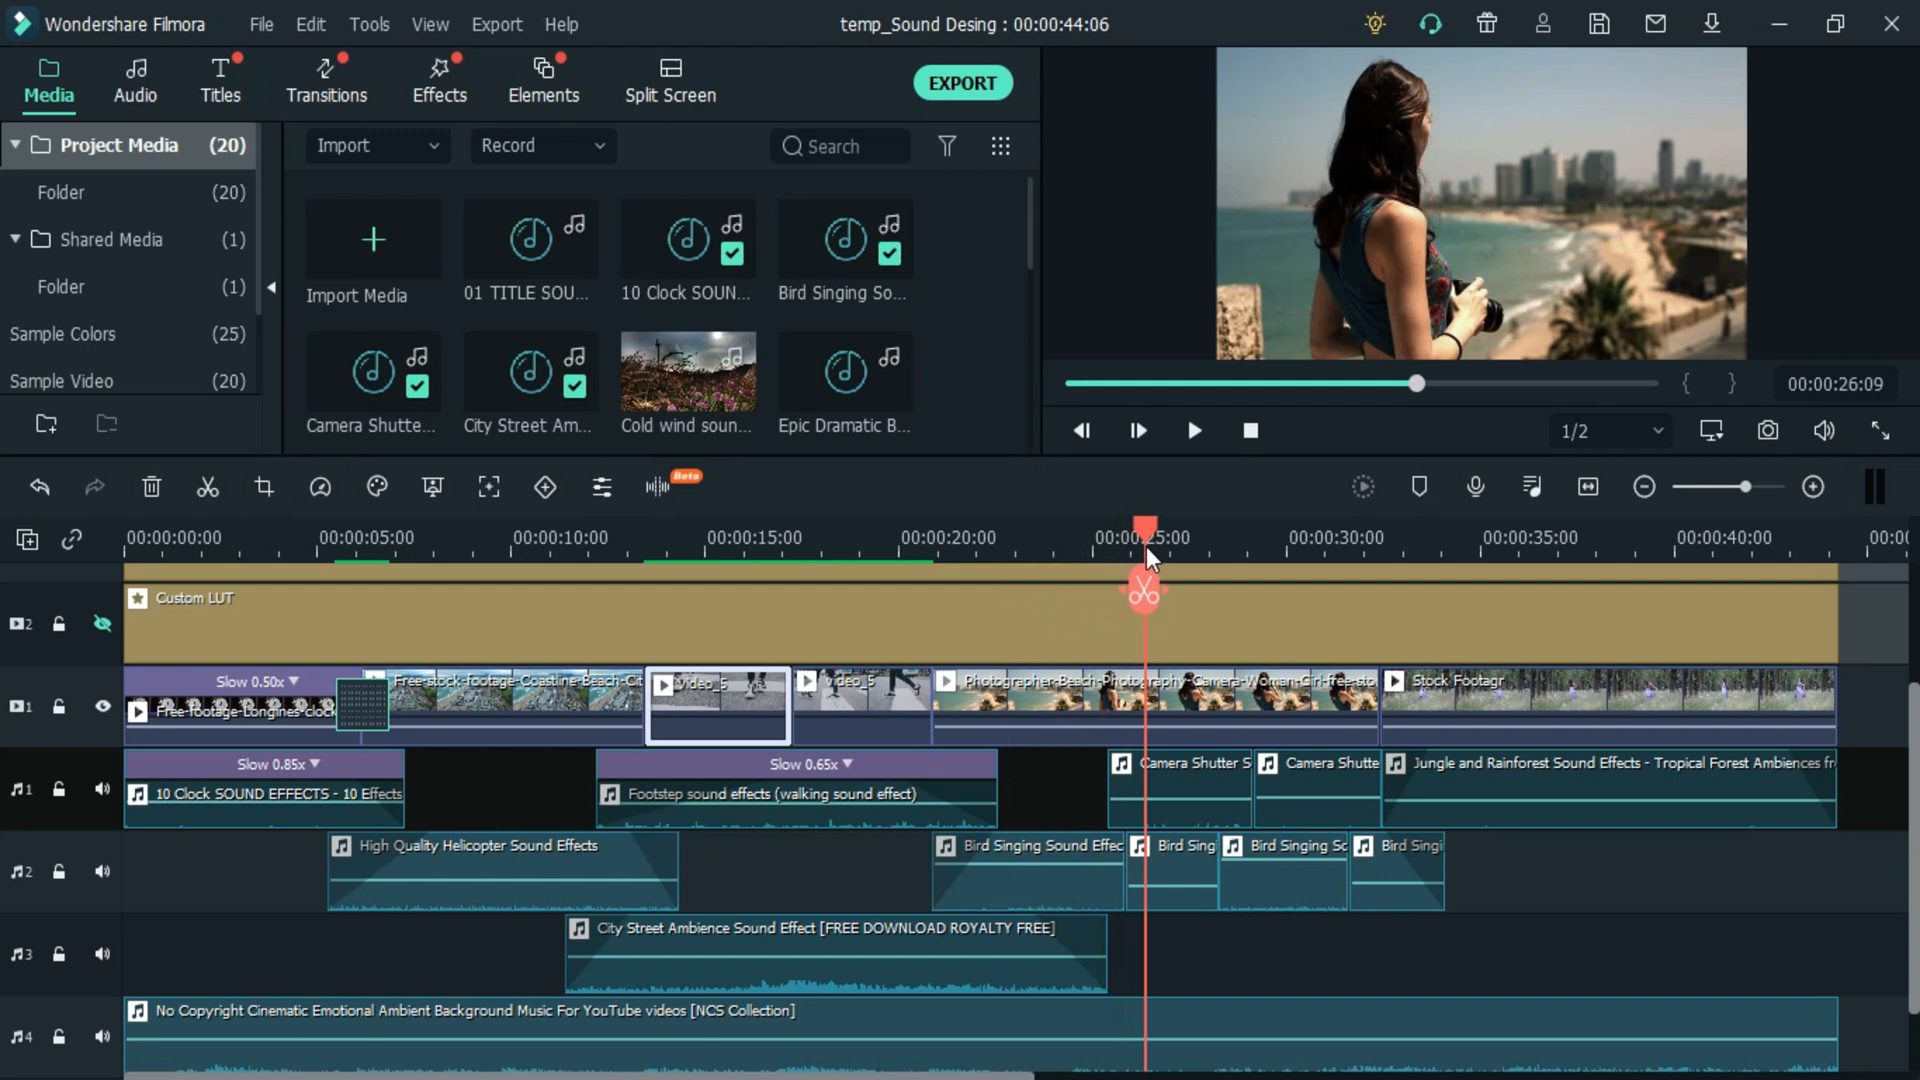 Wondershare Filmora File Edit Tools View Export Help temp_Sound Desing : 00:00:44:06
Media Audio Titles Transitions Effects Elements Split Screen EXPORT
Project Media (20)
Folder (20)
Shared Media (1)
Folder (1)
Sample Colors (25)
Sample Video (20)
Import Record Search
Import Media 01 TITLE SOU... 10 Clock SOUN... Bird Singing So...
Camera Shutte... City Street Am... Cold wind soun... Epic Dramatic B...
{ } 00:00:26:09
1/2
Beta
00:00:00:00 00:00:05:00 00:00:10:00 00:00:15:00 00:00:20:00 00:00:25:00 00:00:30:00 00:00:35:00 00:00:40:00 00:0
2 Custom LUT
1 Slow 0.50x Free-stock-footage-Coastline-Beach-Cit Video_5 Video_5 Photographer-Beach-Photography-Camera-Woman-Girl-free-sto Stock Footagr
Free-footage-Longines-clock
1 Slow 0.85x Slow 0.65x Camera Shutter S Camera Shutte Jungle and Rainforest Sound Effects - Tropical Forest Ambiences fr
10 Clock SOUND EFFECTS - 10 Effects Footstep sound effects (walking sound effect)
2 High Quality Helicopter Sound Effects Bird Singing Sound Effec Bird Sing Bird Singing So Bird Singi
3 City Street Ambience Sound Effect [FREE DOWNLOAD ROYALTY FREE]
4 No Copyright Cinematic Emotional Ambient Background Music For YouTube videos [NCS Collection]